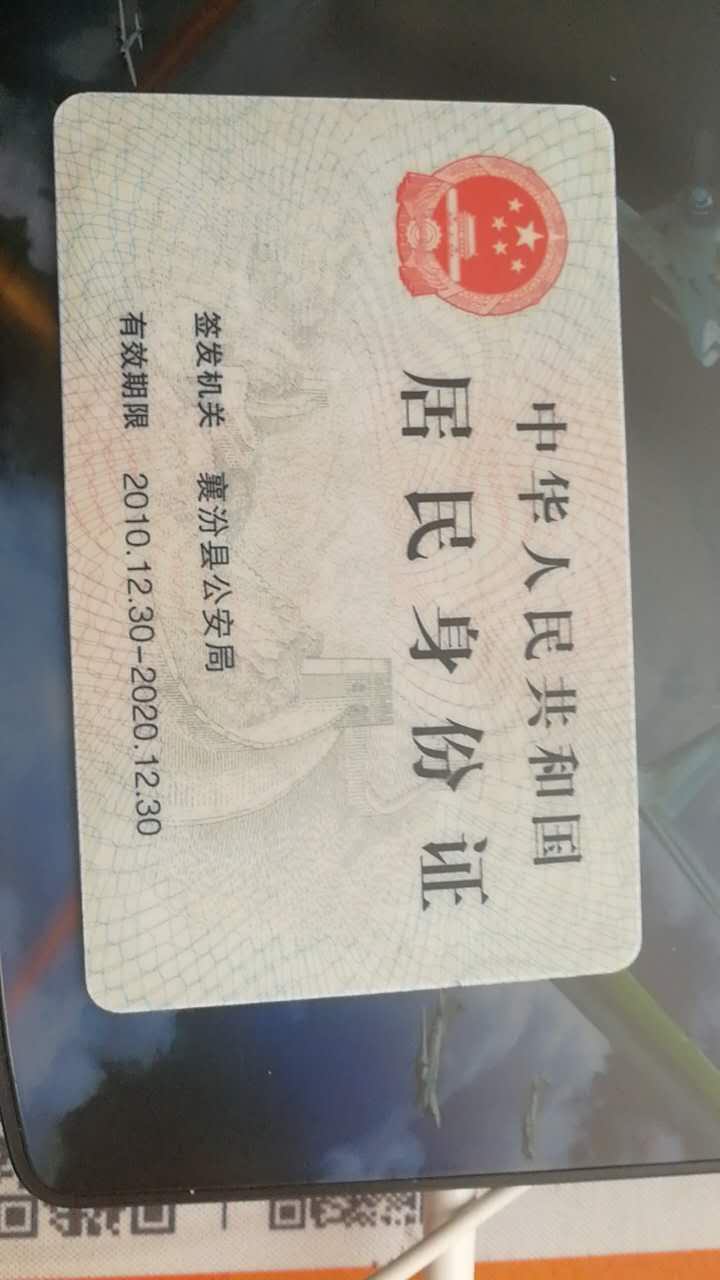 中华人民共和国
居民身份证
签发机关 襄汾县公安局
有效期限 2010.12.30-2020.12.30